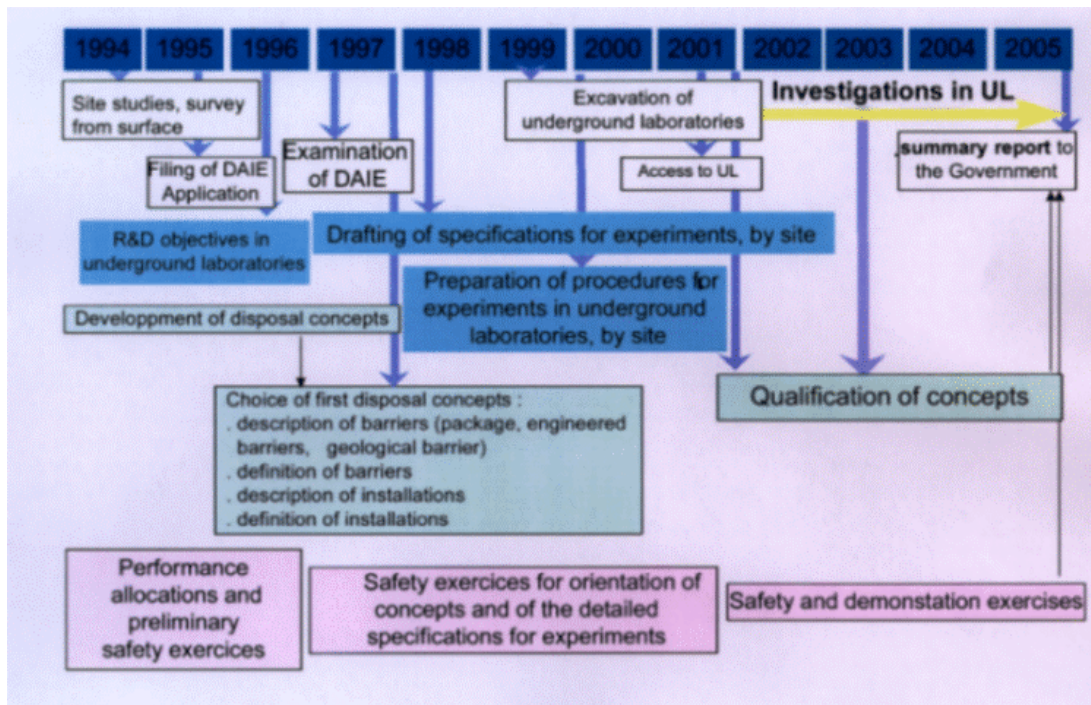 1994 1995 1996 1997 1998 1999 2000 2001 2002 2003 2004 2005
Site studies, survey
from surface
Filing of DAIE
Application
Examination
of DAIE
Excavation of
underground laboratories
Access to UL
Investigations in UL
summary report to
the Government
R&D objectives in
underground laboratories
Drafting of specifications for experiments, by site
Preparation of procedures for
experiments in underground
laboratories, by site
Developpment of disposal concepts
Choice of first disposal concepts :
. description of barriers (package, engineered
barriers, geological barrier)
. definition of barriers
. description of installations
. definition of installations
Qualification of concepts
Performance
allocations and
preliminary
safety exercices
Safety exercices for orientation of
concepts and of the detailed
specifications for experiments
Safety and demonstation exercises